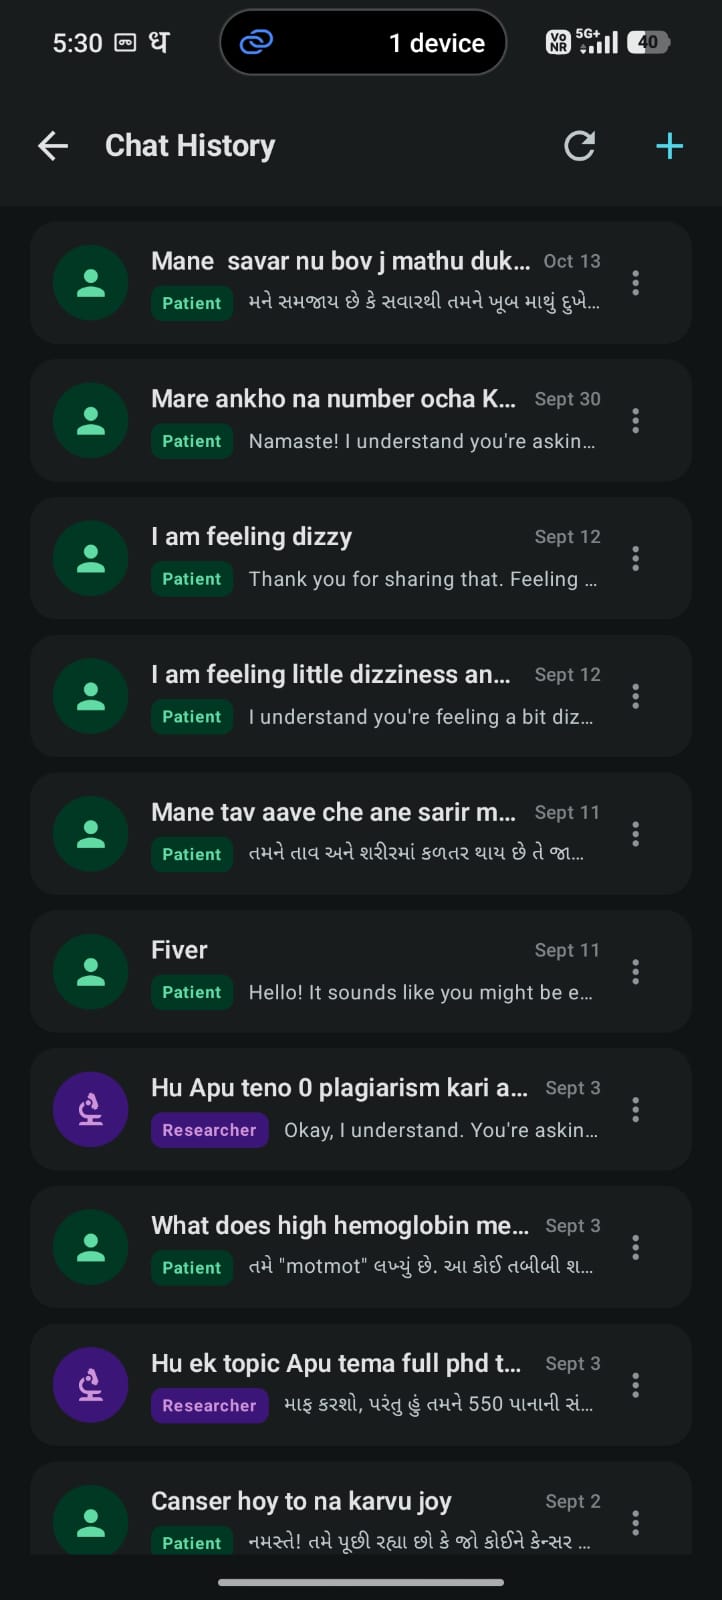 5:30 ध 1 device Vo NR 5G+ 40
Chat History
Mane  savar nu bov j mathu duk... Oct 13
Patient મને સમજાય છે કે સવારથી તમને ખૂબ માથું દુખે...
Mare ankho na number ocha K... Sept 30
Patient Namaste! I understand you're askin...
I am feeling dizzy Sept 12
Patient Thank you for sharing that. Feeling ...
I am feeling little dizziness an... Sept 12
Patient I understand you're feeling a bit diz...
Mane tav aave che ane sarir m... Sept 11
Patient તમને તાવ અને શરીરમાં કળતર થાય છે તે જા...
Fiver Sept 11
Patient Hello! It sounds like you might be e...
Hu Apu teno 0 plagiarism kari a... Sept 3
Researcher Okay, I understand. You're askin...
What does high hemoglobin me... Sept 3
Patient તમે "motmot" લખ્યું છે. આ કોઈ તબીબી શ...
Hu ek topic Apu tema full phd t... Sept 3
Researcher માફ કરશો, પરંતુ હું તમને 550 પાનાની સં...
Canser hoy to na karvu joy Sept 2
Patient નમસ્તે! તમે પૂછી રહ્યા છો કે જો કોઈને કેન્સર ...